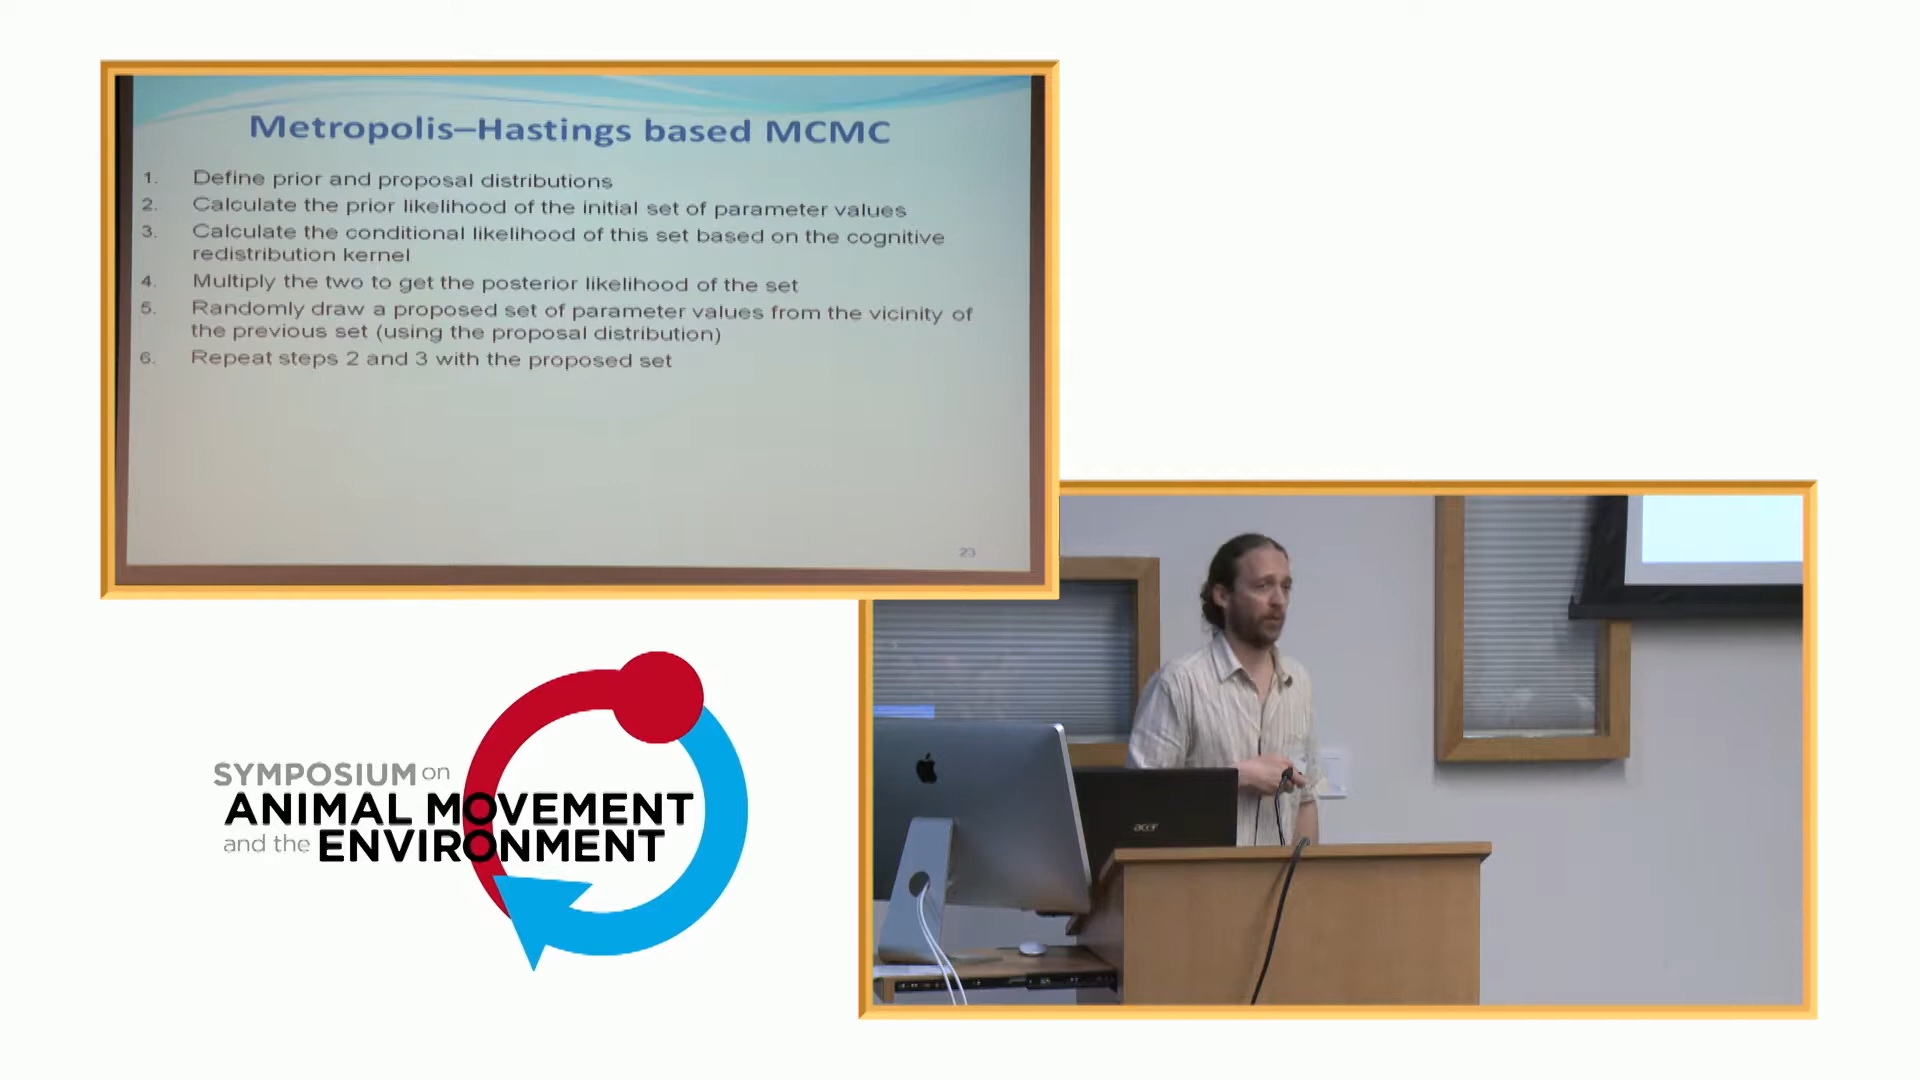 Metropolis–Hastings based MCMC
1. Define prior and proposal distributions
2. Calculate the prior likelihood of the initial set of parameter values
3. Calculate the conditional likelihood of this set based on the cognitive
redistribution kernel
4. Multiply the two to get the posterior likelihood of the set
5. Randomly draw a proposed set of parameter values from the vicinity of
the previous set (using the proposal distribution)
6. Repeat steps 2 and 3 with the proposed set
23
SYMPOSIUM on
ANIMAL MOVEMENT
and the ENVIRONMENT
acer